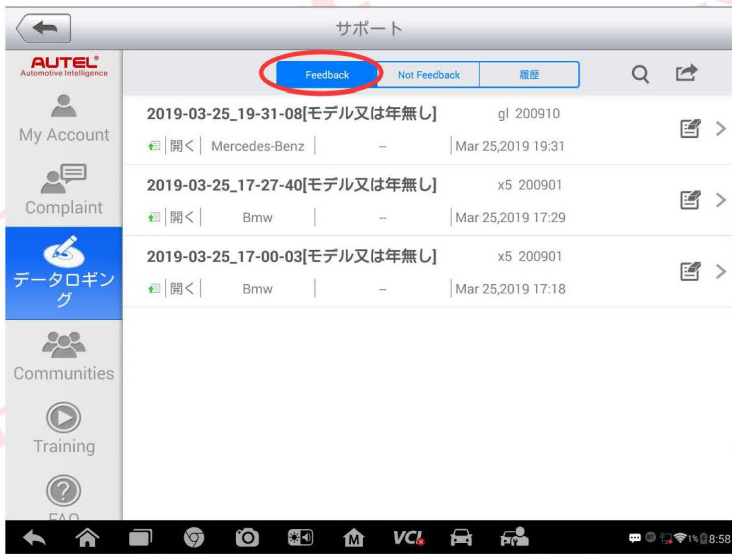 サポート
AUTEL
Automotive Intelligence
Feedback Not Feedback 履歴
My Account
Complaint
データロギング
Communities
Training
FAQ
2019-03-25_19-31-08[モデル又は年無し] gl 200910
開く Mercedes-Benz -- Mar 25,2019 19:31
2019-03-25_17-27-40[モデル又は年無し] x5 200901
開く Bmw -- Mar 25,2019 17:29
2019-03-25_17-00-03[モデル又は年無し] x5 200901
開く Bmw -- Mar 25,2019 17:18
M VCI 1% 8:58